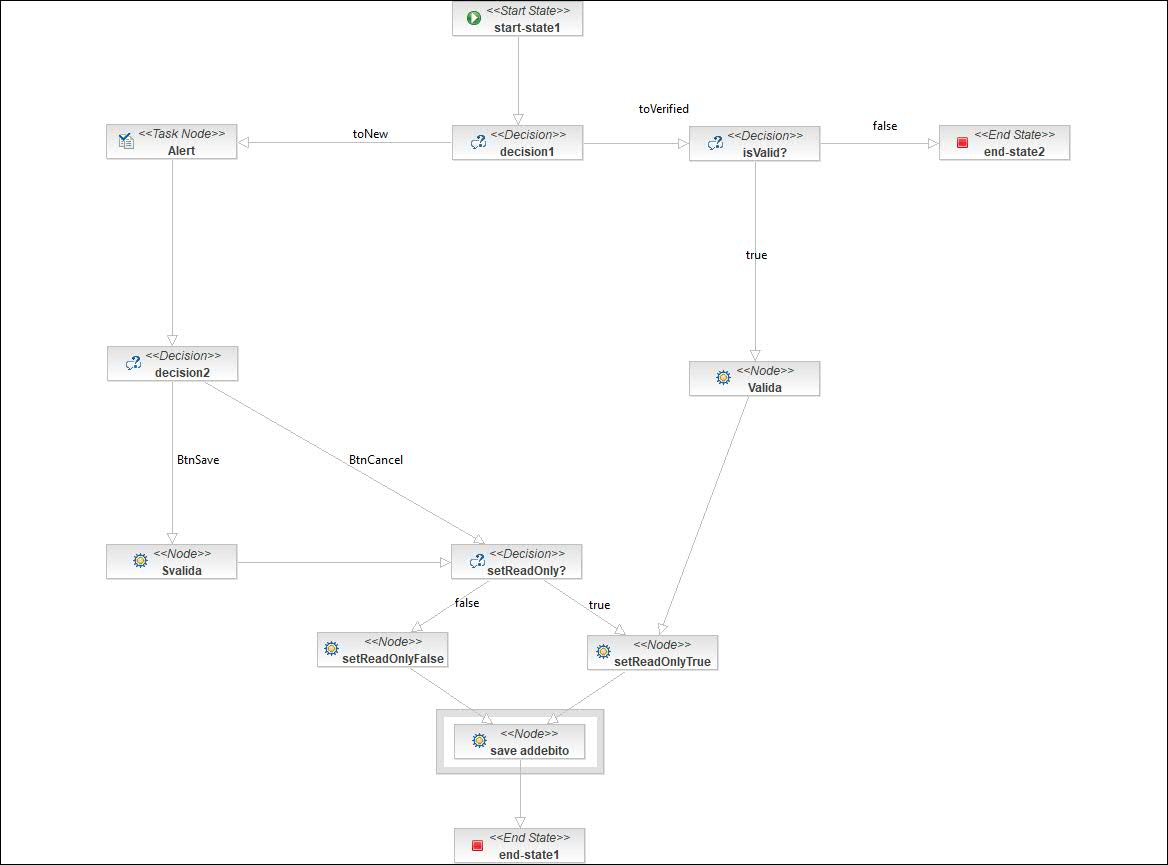 <<Start State>>
start-state1
toVerified
toNew
false
<<Task Node>>
Alert
<<Decision>>
decision1
<<Decision>>
isValid?
<<End State>>
end-state2
true
<<Decision>>
decision2
<<Node>>
Valida
BtnSave
BtnCancel
<<Node>>
Svalida
<<Decision>>
setReadOnly?
false
true
<<Node>>
setReadOnlyFalse
<<Node>>
setReadOnlyTrue
<<Node>>
save addebito
<<End State>>
end-state1